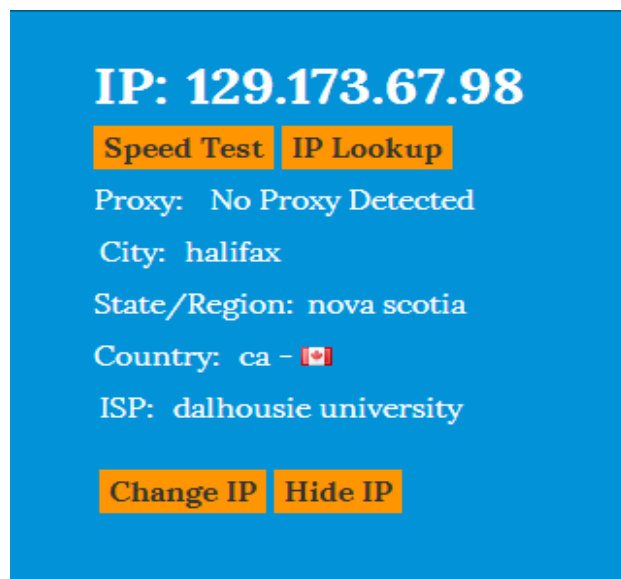 IP: 129.173.67.98
Speed Test IP Lookup
Proxy: No Proxy Detected
City: halifax
State/Region: nova scotia
Country: ca -
ISP: dalhousie university
Change IP Hide IP